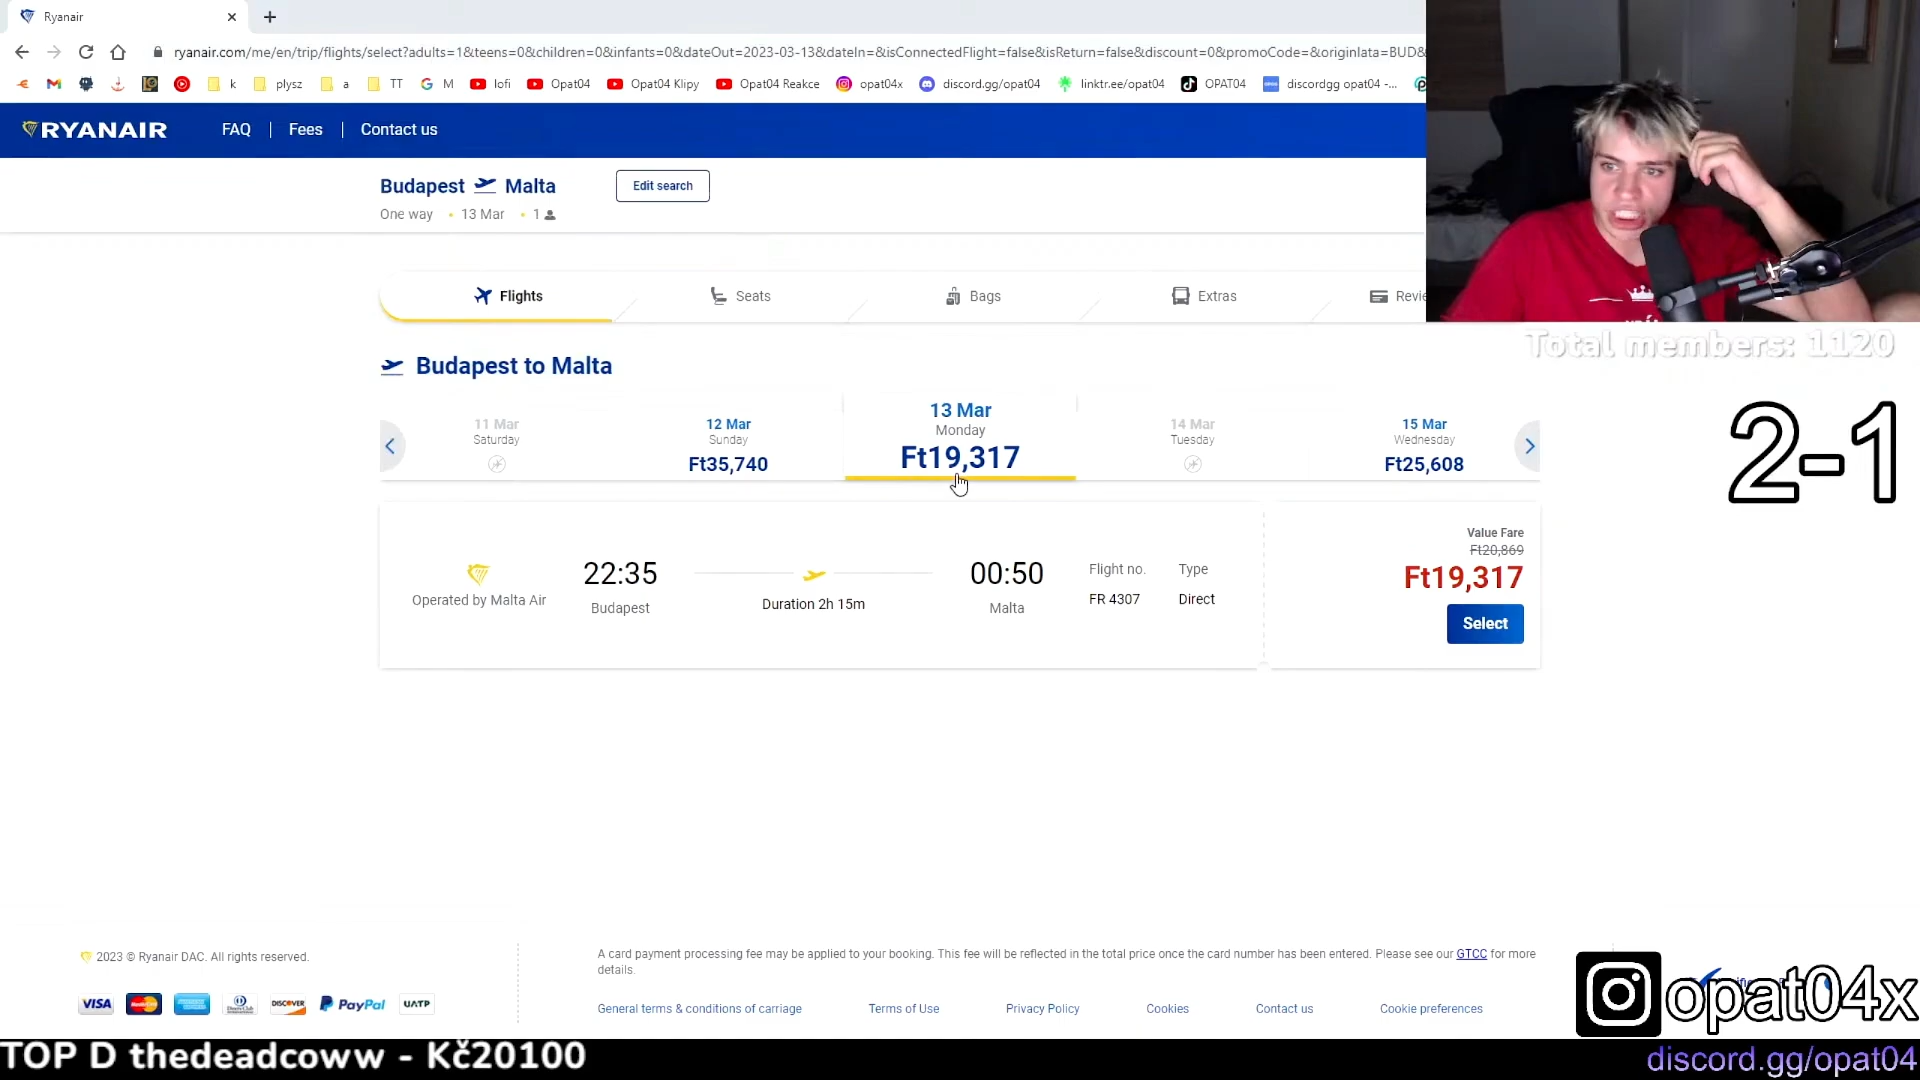 Ryanair
ryanair.com/me/en/trip/flights/select?adults=1&teens=0&children=0&infants=0&dateOut=2023-03-13&dateIn=&isConnectedFlight=false&isReturn=false&discount=0&promoCode=&originIata=BUD&
k plysz a TT M lofi Opat04 Opat04 Klipy Opat04 Reakce opat04x discord.gg/opat04 linktr.ee/opat04 OPAT04 discordgg opat04 -...
RYANAIR FAQ Fees Contact us
Budapest Malta Edit search
One way • 13 Mar • 1
Flights Seats Bags Extras Revie
Total members: 1120
Budapest to Malta
2-1
11 Mar
Saturday
12 Mar
Sunday
Ft35,740
13 Mar
Monday
Ft19,317
14 Mar
Tuesday
15 Mar
Wednesday
Ft25,608
Operated by Malta Air
22:35
Budapest
Duration 2h 15m
00:50
Malta
Flight no.
FR 4307
Type
Direct
Value Fare
Ft20,869
Ft19,317
Select
2023 © Ryanair DAC. All rights reserved.
VISA MasterCard DISCOVER PayPal UATP
A card payment processing fee may be applied to your booking. This fee will be reflected in the total price once the card number has been entered. Please see our GTCC for more
details.
General terms & conditions of carriage Terms of Use Privacy Policy Cookies Contact us Cookie preferences
opat04x
TOP D thedeadcoww - Kč20100
discord.gg/opat04